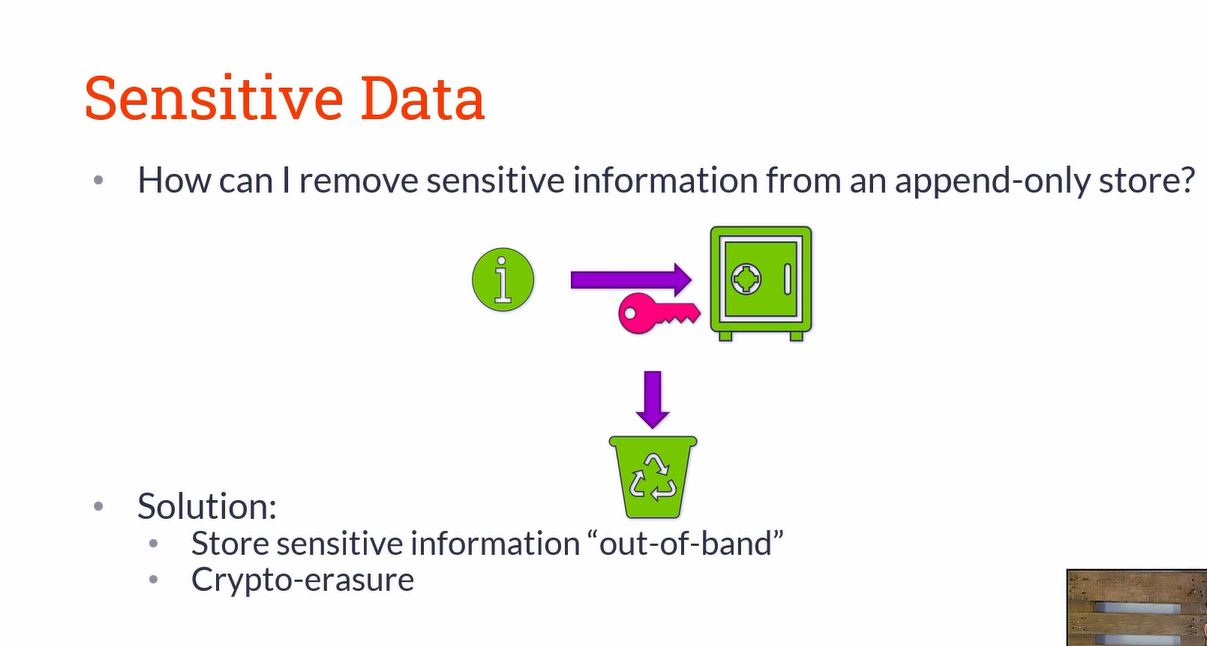 Sensitive Data
• How can I remove sensitive information from an append-only store?
• Solution:
• Store sensitive information “out-of-band”
• Crypto-erasure